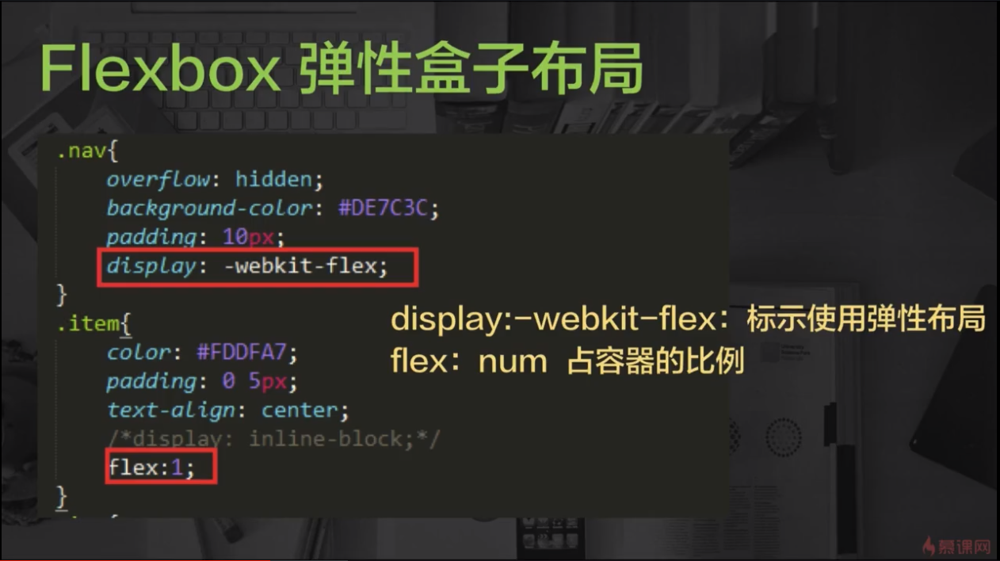 Flexbox 弹性盒子布局
.nav{
overflow: hidden;
background-color: #DE7C3C;
padding: 10px;
display: -webkit-flex;
}
.item{
color: #FDDFA7;
padding: 0 5px;
text-align: center;
/*display: inline-block;*/
flex:1;
}
display:-webkit-flex：标示使用弹性布局
flex：num 占容器的比例
慕课网